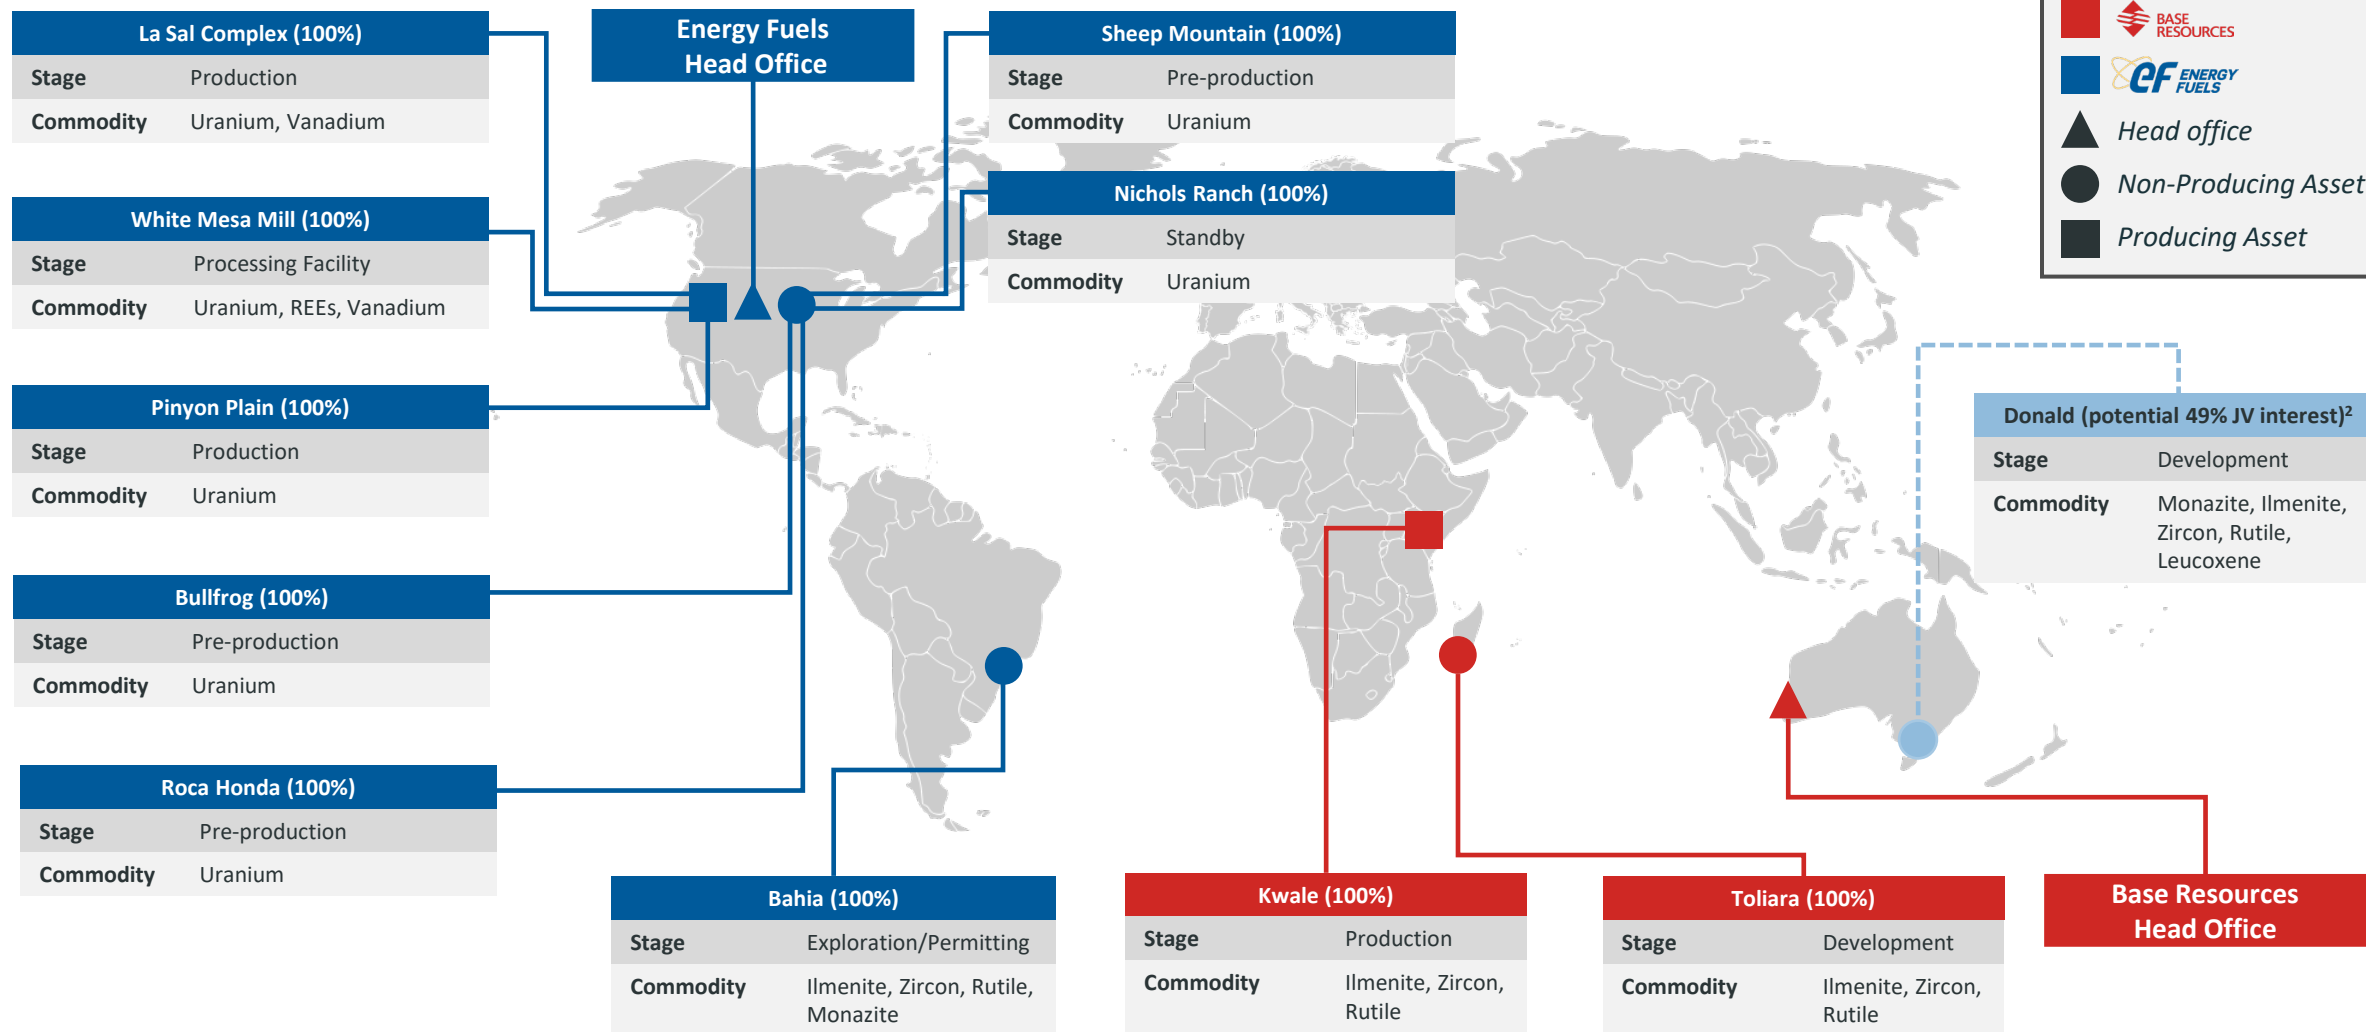 La Sal Complex (100%)
Stage Production
Commodity Uranium, Vanadium
Energy Fuels
Head Office
Sheep Mountain (100%)
Stage Pre-production
Commodity Uranium
BASE
RESOURCES
ef ENERGY
FUELS
Head office
Non-Producing Asset
Producing Asset
White Mesa Mill (100%)
Stage Processing Facility
Commodity Uranium, REEs, Vanadium
Nichols Ranch (100%)
Stage Standby
Commodity Uranium
Pinyon Plain (100%)
Stage Production
Commodity Uranium
Donald (potential 49% JV interest)²
Stage Development
Commodity Monazite, Ilmenite,
Zircon, Rutile,
Leucoxene
Bullfrog (100%)
Stage Pre-production
Commodity Uranium
Roca Honda (100%)
Stage Pre-production
Commodity Uranium
Bahia (100%)
Stage Exploration/Permitting
Commodity Ilmenite, Zircon, Rutile,
Monazite
Kwale (100%)
Stage Production
Commodity Ilmenite, Zircon,
Rutile
Toliara (100%)
Stage Development
Commodity Ilmenite, Zircon,
Rutile
Base Resources
Head Office